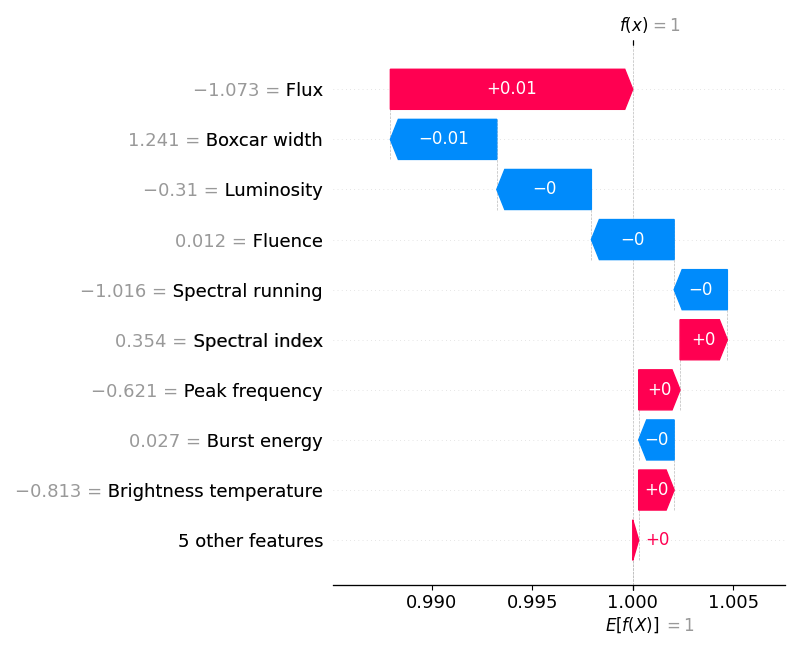 f(x) = 1
−1.073 = Flux
+0.01
1.241 = Boxcar width
−0.01
−0.31 = Luminosity
−0
0.012 = Fluence
−0
−1.016 = Spectral running
−0
0.354 = Spectral index
+0
−0.621 = Peak frequency
+0
0.027 = Burst energy
−0
−0.813 = Brightness temperature
+0
5 other features
+0
0.990 0.995 1.000 1.005
E[f(X)] = 1